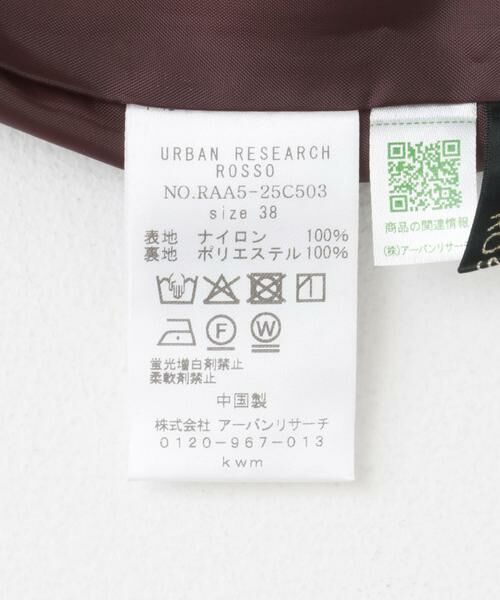 URBAN RESEARCH
ROSSO
NO.RAA5-25C503
size 38
表地 ナイロン 100%
裏地 ポリエステル 100%
F W
蛍光増白剤禁止
柔軟剤禁止
中国製
株式会社 アーバンリサーチ
0120-967-013
kwm
商品の関連情報
(株)アーバンリサーチ